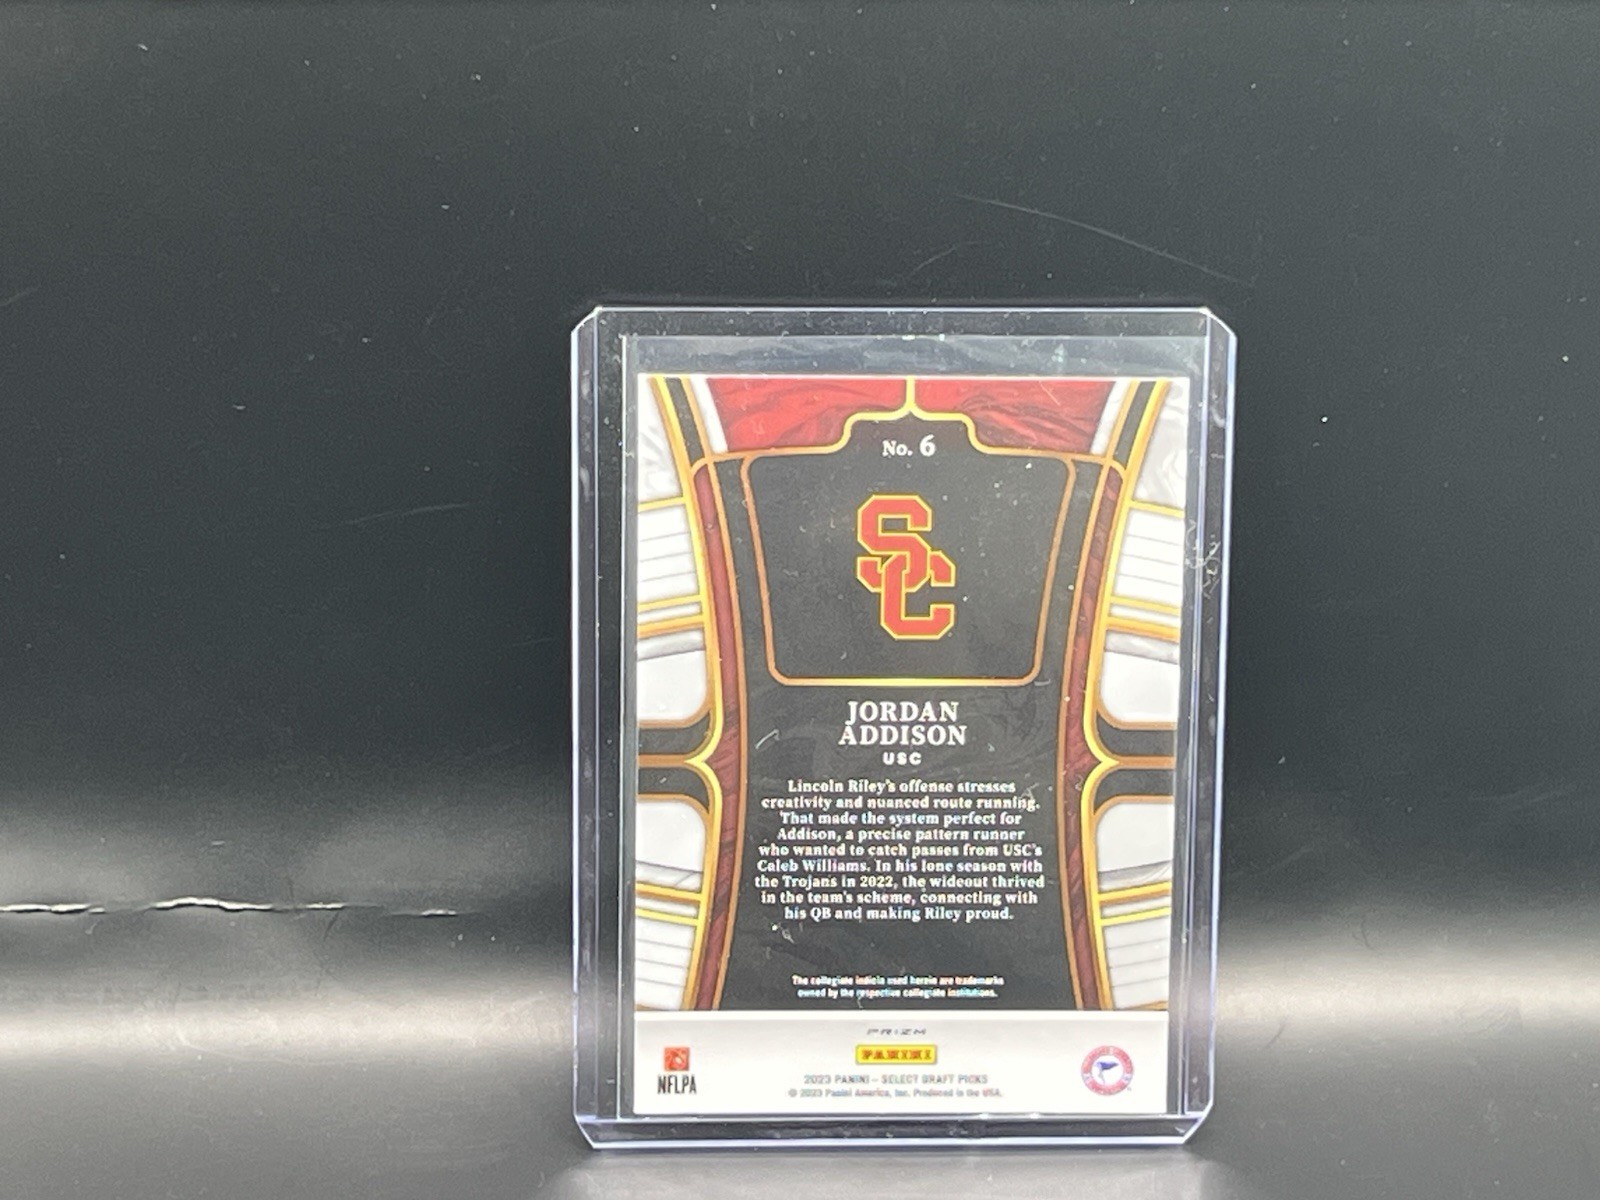 No. 6
SC
JORDAN
ADDISON
USC
Lincoln Riley's offense stresses
creativity and nuanced route running.
That made the system perfect for
Addison, a precise pattern runner
who wanted to catch passes from USC's
Caleb Williams. In his lone season with
the Trojans in 2022, the wideout thrived
in the team's scheme, connecting with
his QB and making Riley proud.
The collegiate indicia used herein are trademarks
owned by the respective collegiate institutions.
PRIZM
PANINI
NFLPA
2023 PANINI – SELECT DRAFT PICKS
© 2023 Panini America, Inc. Produced in the USA.